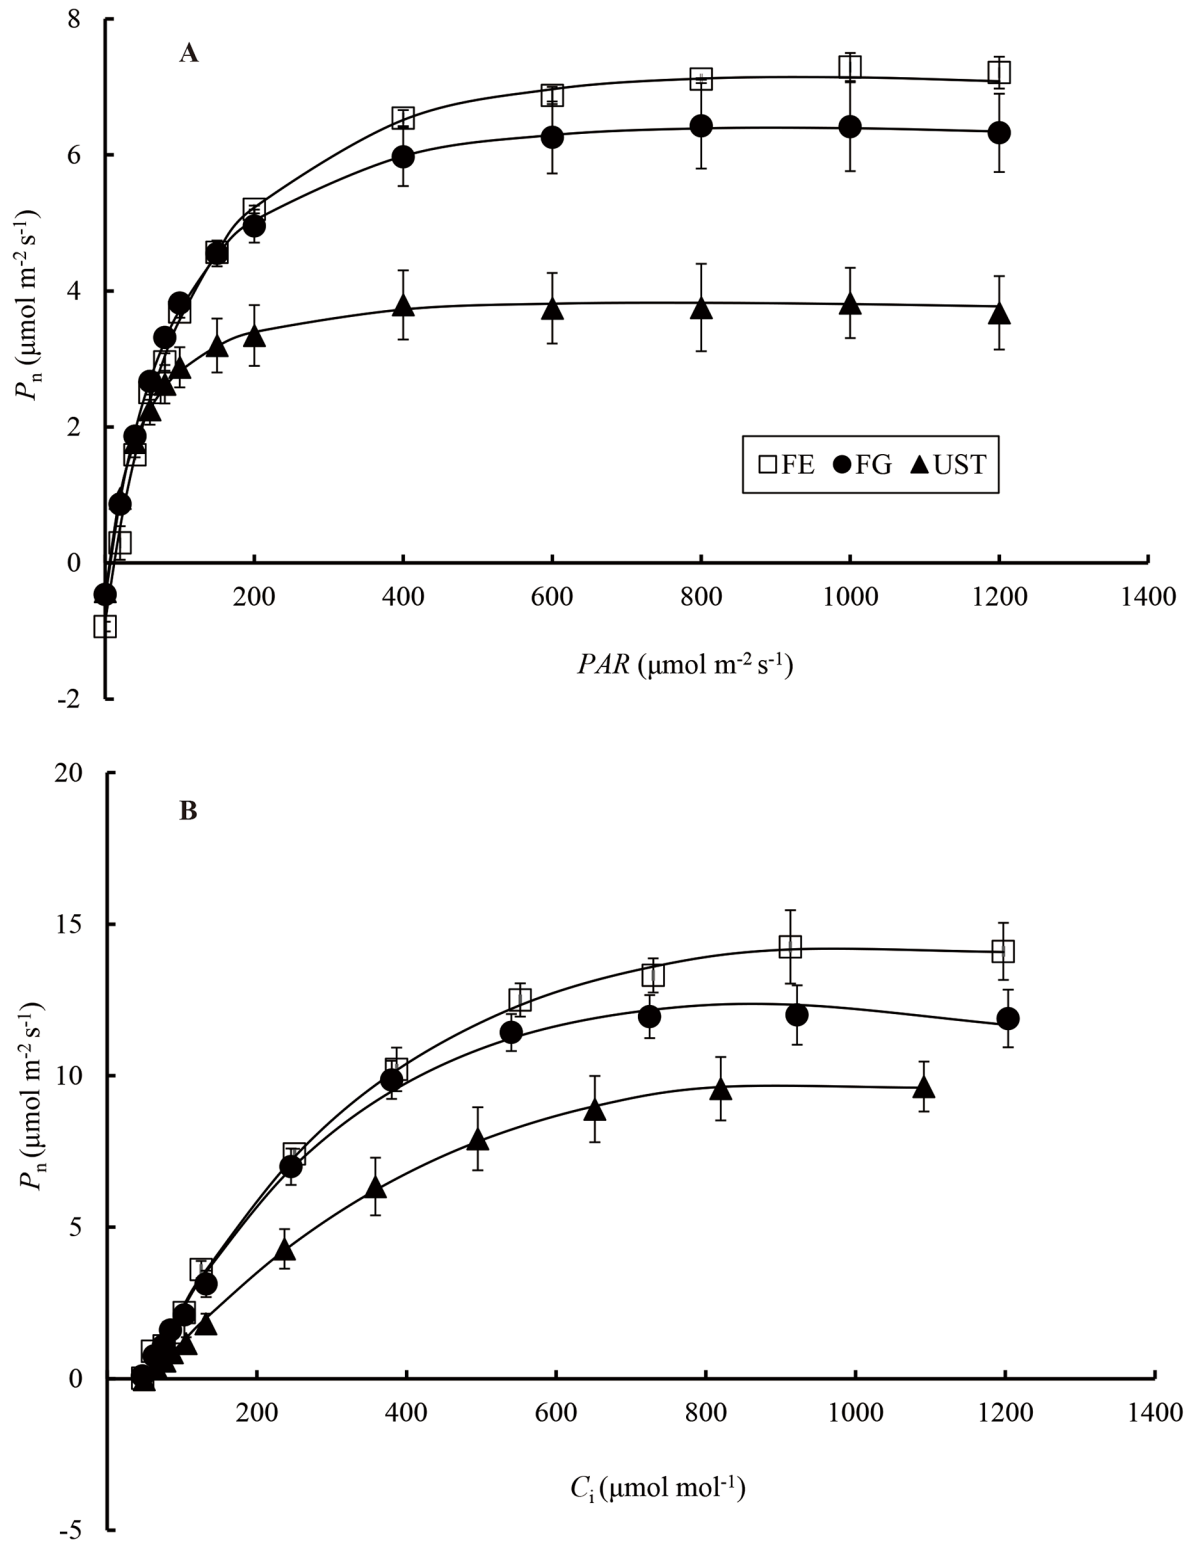 8
A
6
4
2
0
-2
Pn (μmol m-2 s-1)
FE FG UST
200 400 600 800 1000 1200 1400
PAR (μmol m-2 s-1)
20
B
15
10
5
0
-5
Pn (μmol m-2 s-1)
200 400 600 800 1000 1200 1400
Ci (μmol mol-1)